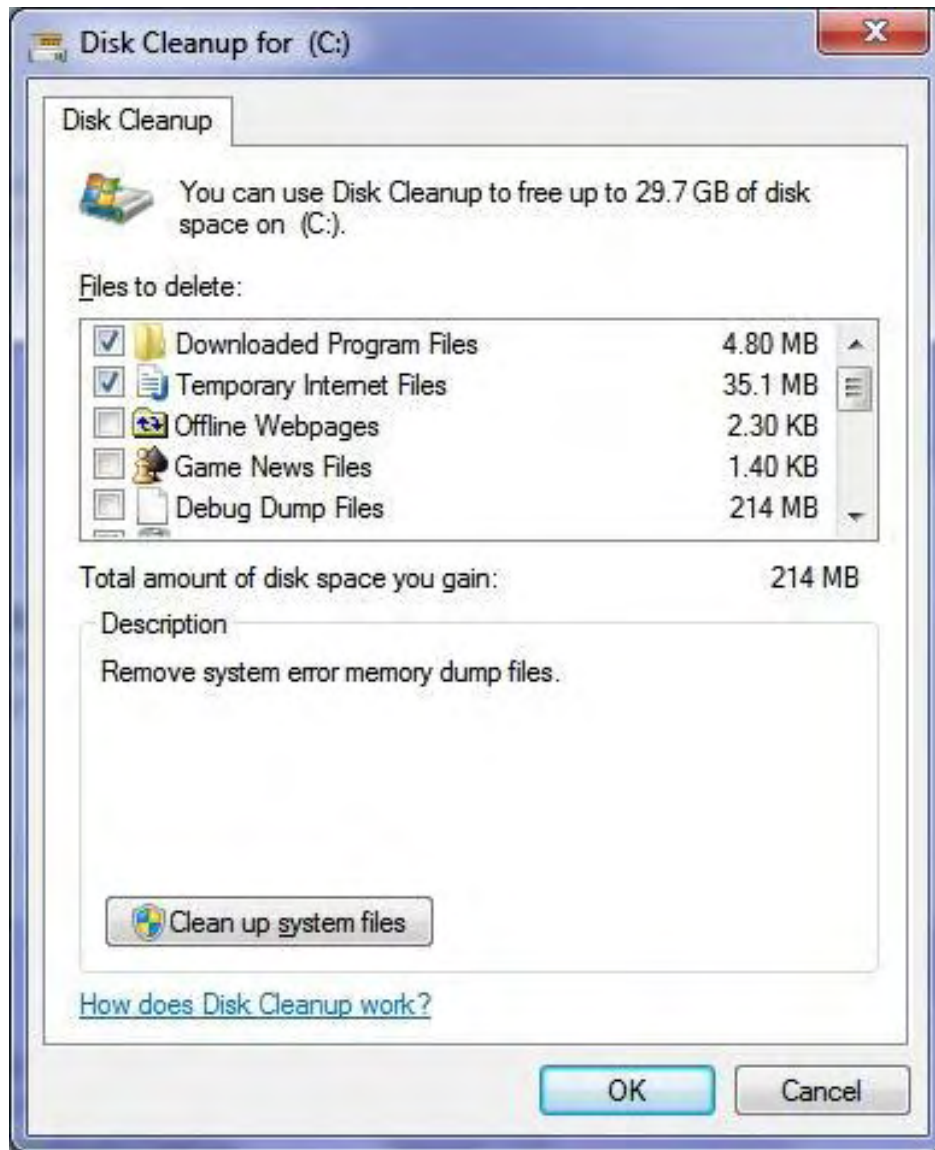 Disk Cleanup for (C:)
Disk Cleanup
You can use Disk Cleanup to free up to 29.7 GB of disk
space on (C:).
Files to delete:
Downloaded Program Files 4.80 MB
Temporary Internet Files 35.1 MB
Offline Webpages 2.30 KB
Game News Files 1.40 KB
Debug Dump Files 214 MB
Total amount of disk space you gain: 214 MB
Description
Remove system error memory dump files.
Clean up system files
How does Disk Cleanup work?
OK Cancel